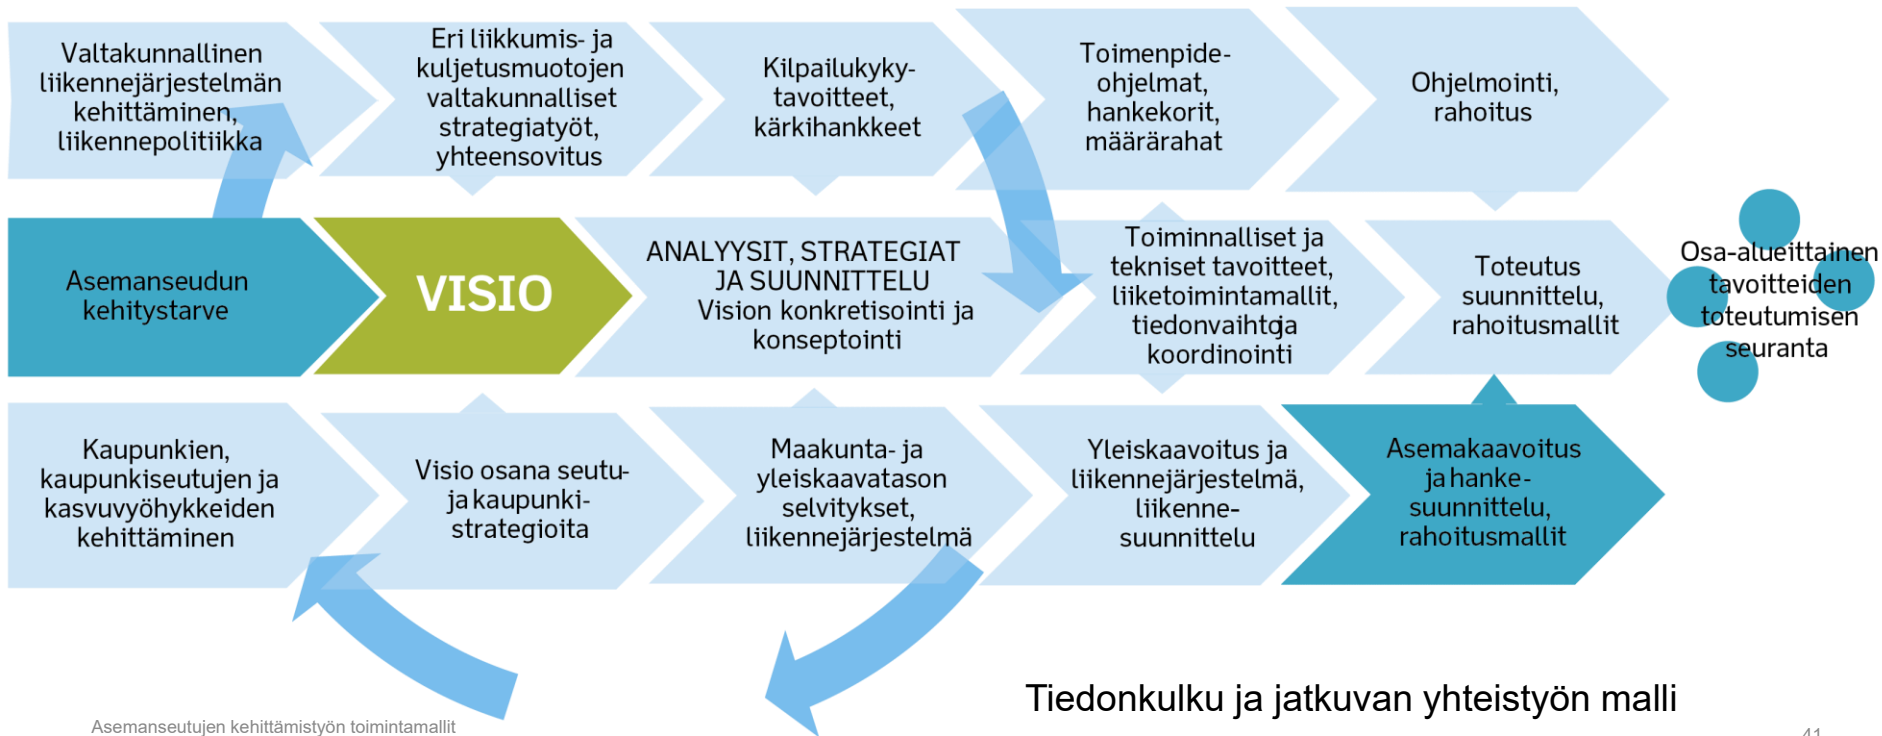 Valtakunnallinen
liikennejärjestelmän
kehittäminen,
liikennepolitiikka
Eri liikkumis- ja
kuljetusmuotojen
valtakunnalliset
strategiatyöt,
yhteensovitus
Kilpailukyky-
tavoitteet,
kärkihankkeet
Toimenpide-
ohjelmat,
hankekorit,
määrärahat
Ohjelmointi,
rahoitus
Asemanseudun
kehitystarve
VISIO
ANALYYSIT, STRATEGIAT
JA SUUNNITTELU
Vision konkretisointi ja
konseptointi
Toiminnalliset ja
tekniset tavoitteet,
liiketoimintamallit,
tiedonvaihto ja
koordinointi
Toteutus
suunnittelu,
rahoitusmallit
Osa-alueittainen
tavoitteiden
toteutumisen
seuranta
Kaupunkien,
kaupunkiseutujen ja
kasvuvyöhykkeiden
kehittäminen
Visio osana seutu-
ja kaupunki-
strategioita
Maakunta- ja
yleiskaavatason
selvitykset,
liikennejärjestelmä
Yleiskaavoitus ja
liikennejärjestelmä,
liikenne-
suunnittelu
Asemakaavoitus
ja hanke-
suunnittelu,
rahoitusmallit
Tiedonkulku ja jatkuvan yhteistyön malli
Asemanseutujen kehittämistyön toimintamallit
41